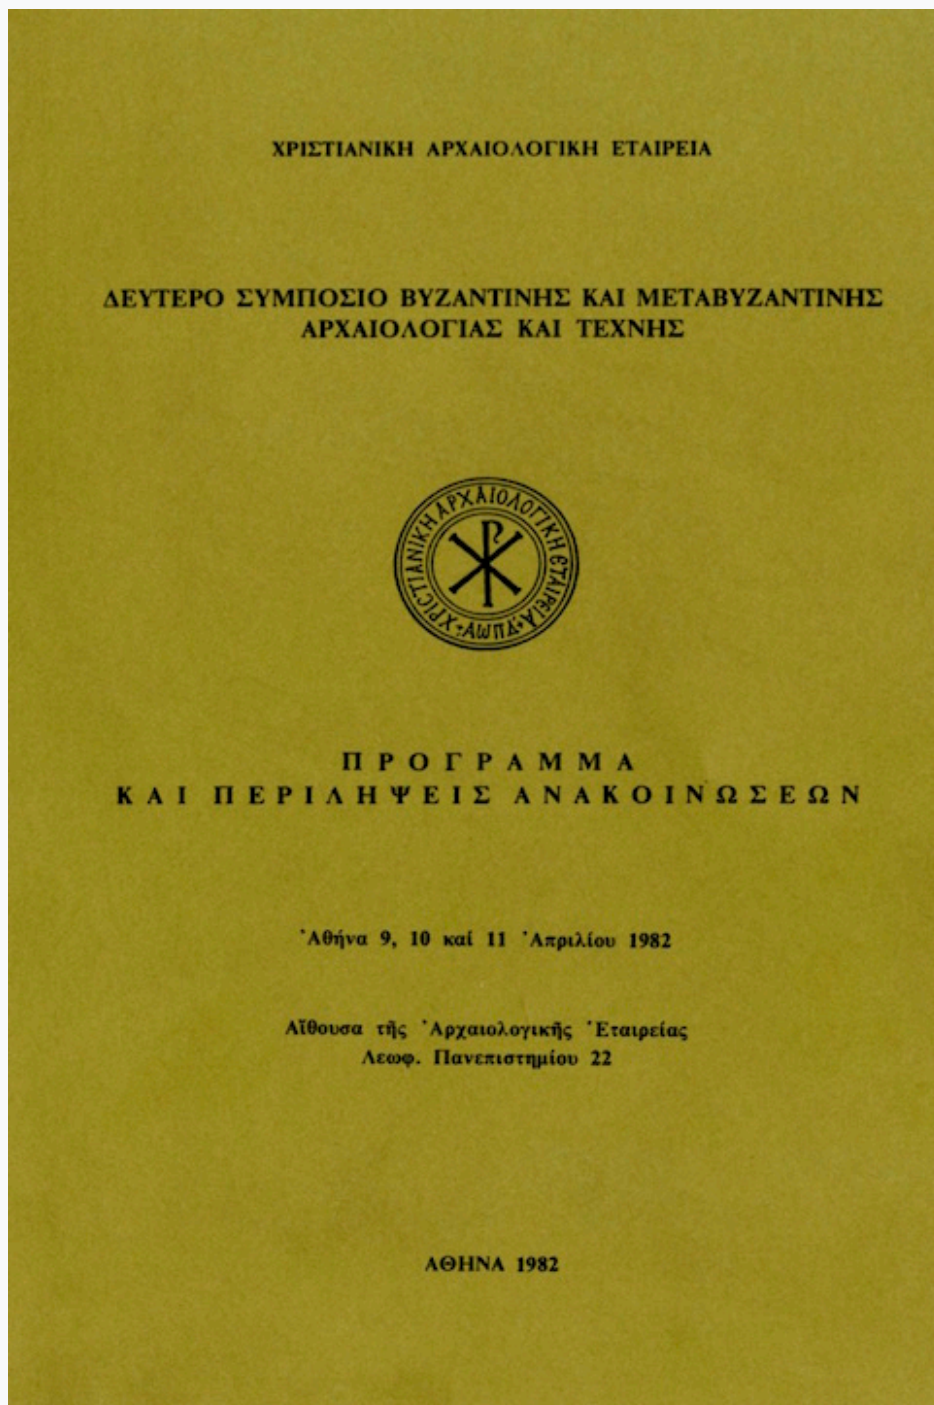 ΧΡΙΣΤΙΑΝΙΚΗ ΑΡΧΑΙΟΛΟΓΙΚΗ ΕΤΑΙΡΕΙΑ
ΔΕΥΤΕΡΟ ΣΥΜΠΟΣΙΟ ΒΥΖΑΝΤΙΝΗΣ ΚΑΙ ΜΕΤΑΒΥΖΑΝΤΙΝΗΣ
ΑΡΧΑΙΟΛΟΓΙΑΣ ΚΑΙ ΤΕΧΝΗΣ
ΧΡΙCΤΙΑΝΙΚΗ ΑΡΧΑΙΟΛΟΓΙΚΗ ΕΤΑΙΡΕΙΑ
ΑΩΠΔ
ΠΡΟΓΡΑΜΜΑ
ΚΑΙ ΠΕΡΙΛΗΨΕΙΣ ΑΝΑΚΟΙΝΩΣΕΩΝ
Ἀθήνα 9, 10 καί 11 Ἀπριλίου 1982
Αἴθουσα τῆς Ἀρχαιολογικῆς Ἑταιρείας
Λεωφ. Πανεπιστημίου 22
ΑΘΗΝΑ 1982